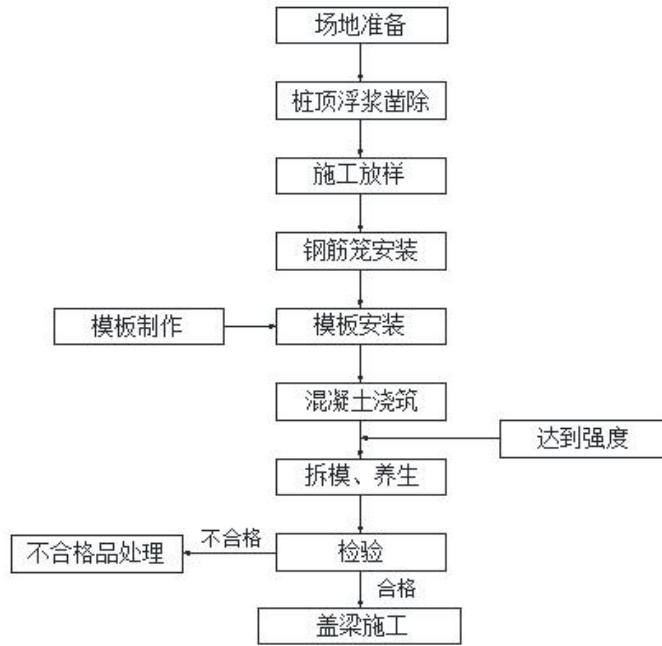 场地准备
桩顶浮浆凿除
施工放样
钢筋笼安装
模板制作
模板安装
混凝土浇筑
达到强度
拆模、养生
不合格
不合格品处理
检验
合格
盖梁施工